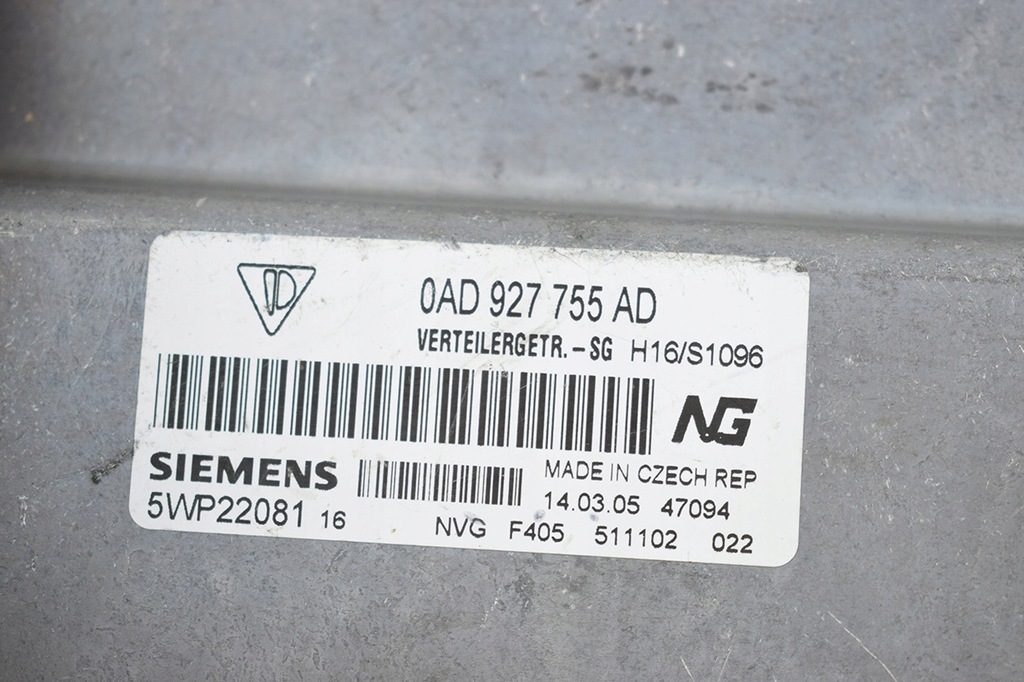 0AD 927 755 AD
VERTEILERGETR.-SG H16/S1096
NG
SIEMENS
MADE IN CZECH REP
5WP22081 16
14.03.05 47094
NVG F405 511102 022